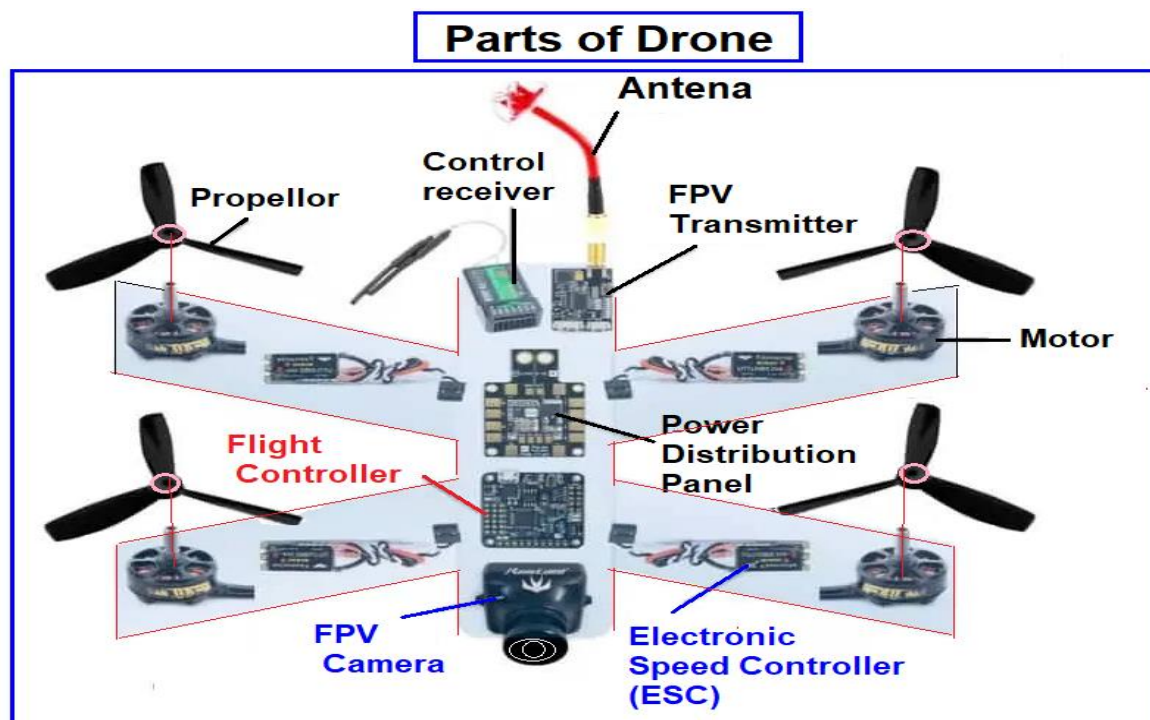 Parts of Drone
Antena
Control
receiver
FPV
Transmitter
Propellor
Motor
Power
Distribution
Panel
Flight
Controller
FPV
Camera
Electronic
Speed Controller
(ESC)